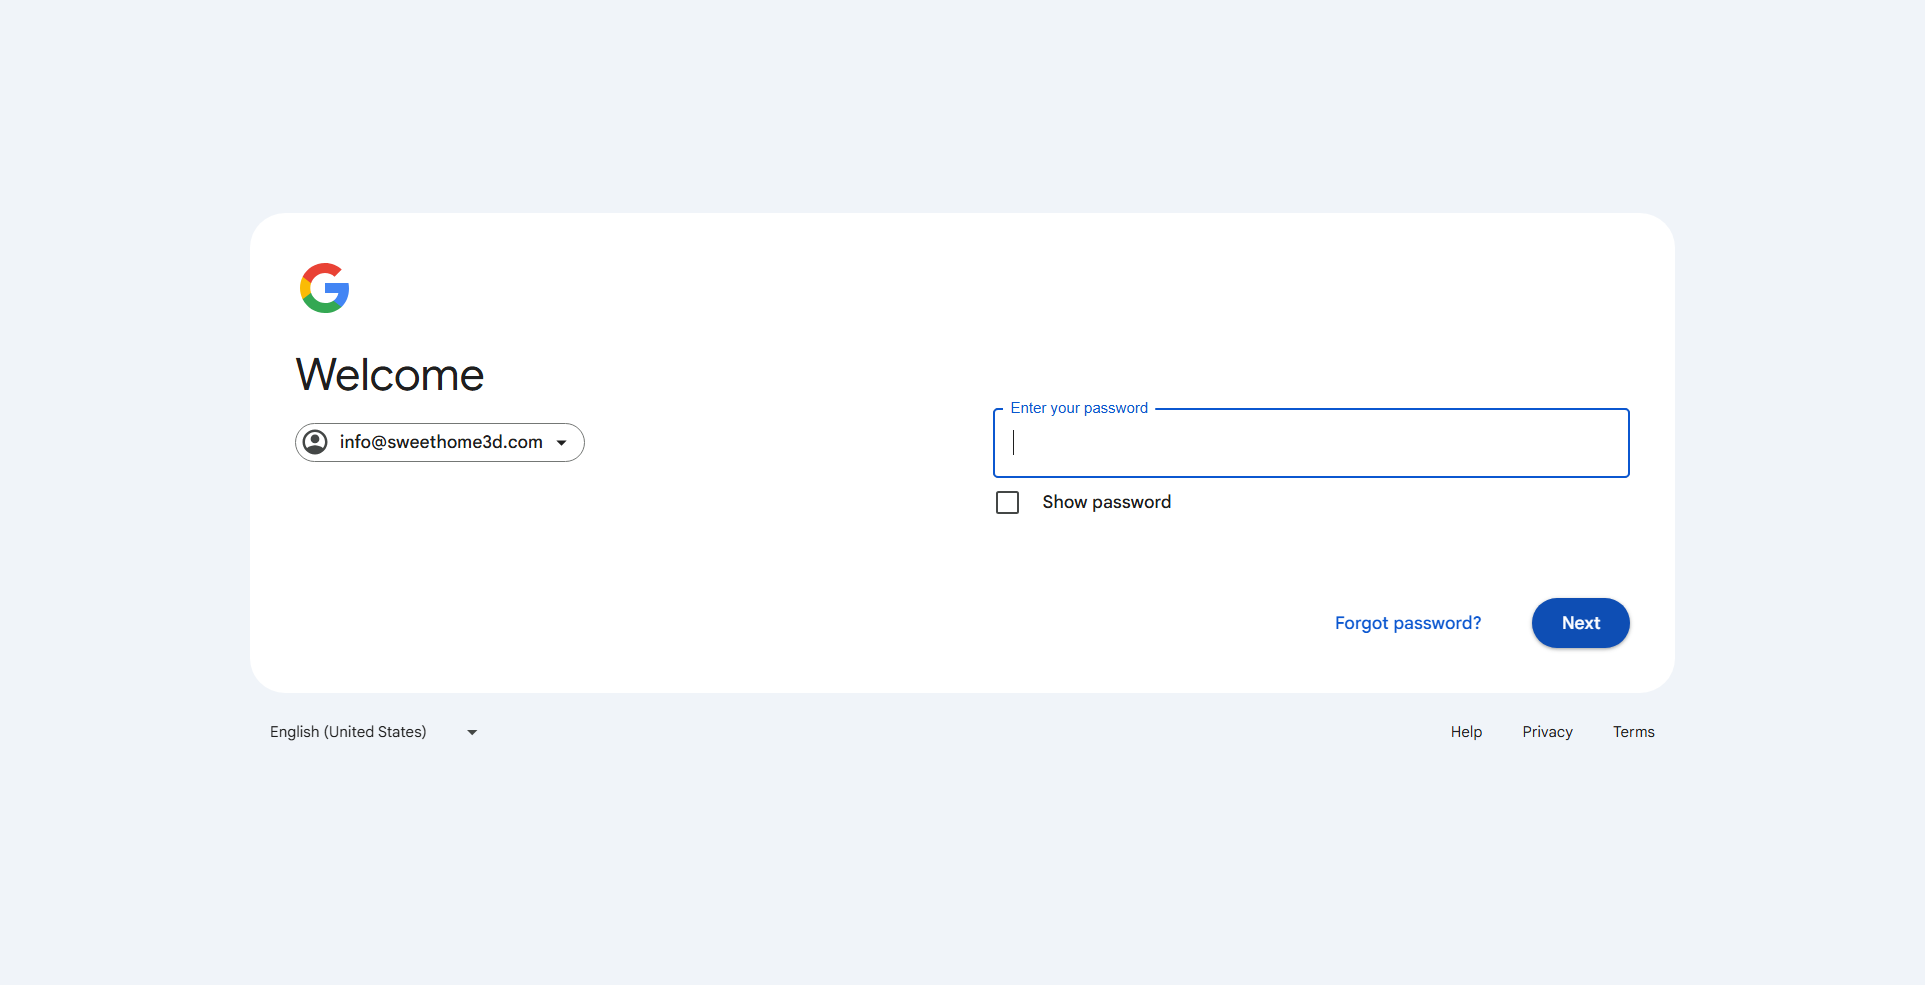 Welcome
info@sweethome3d.com
Enter your password
Show password
Forgot password?
Next
English (United States)
Help
Privacy
Terms